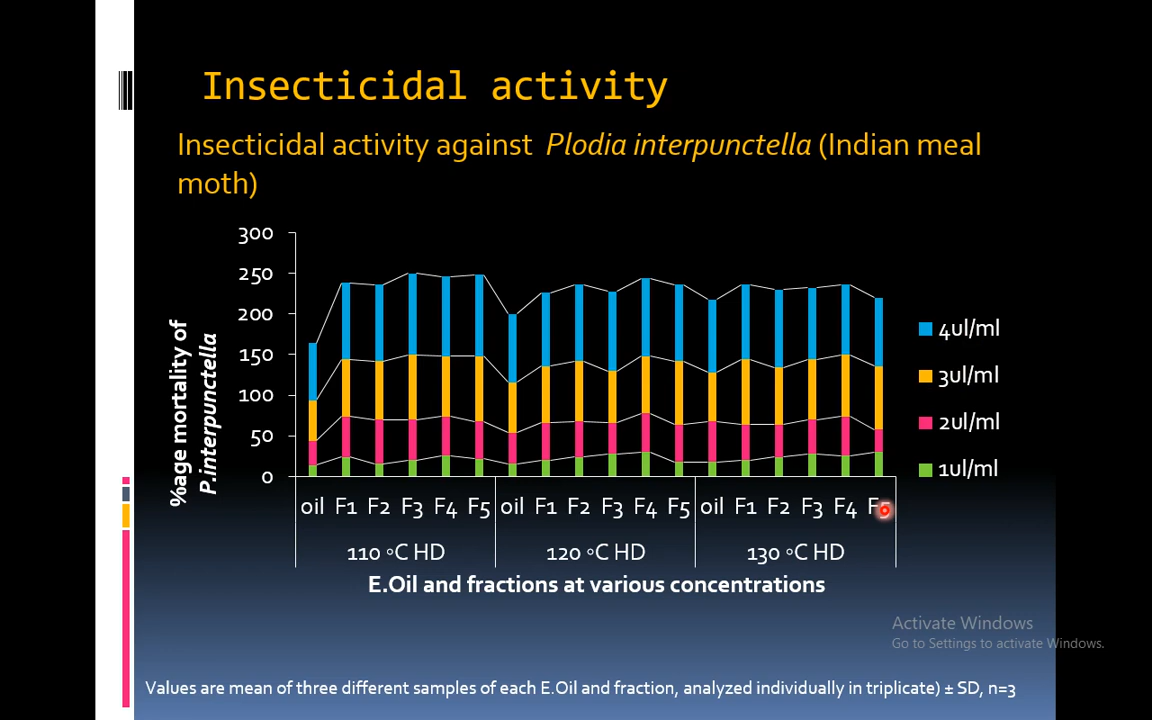 Insecticidal activity
Insecticidal activity against Plodia interpunctella (Indian meal
moth)
300
250
200
150
100
50
0
%age mortality of
P.interpunctella
4ul/ml
3ul/ml
2ul/ml
1ul/ml
oil F1 F2 F3 F4 F5 oil F1 F2 F3 F4 F5 oil F1 F2 F3 F4 F5
110 ◦C HD 120 ◦C HD 130 ◦C HD
E.Oil and fractions at various concentrations
Activate Windows
Go to Settings to activate Windows.
Values are mean of three different samples of each E.Oil and fraction, analyzed individually in triplicate) ± SD, n=3